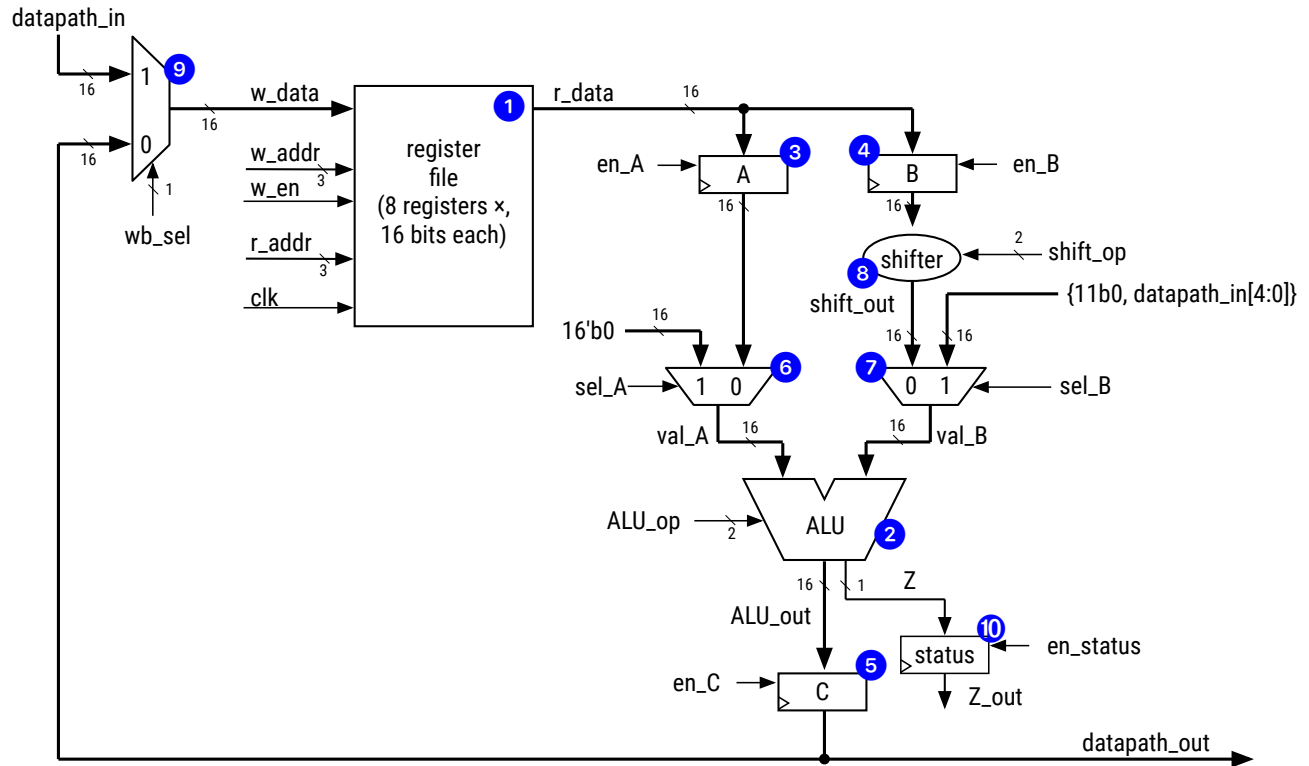 datapath_in
16
1
9
16
w_data
16
0
1
wb_sel
w_addr
3
w_en
r_addr
3
clk
1
register
file
(8 registers ×,
16 bits each)
r_data
16
en_A
3
A
16
4
B
en_B
16
shifter
8
2
shift_op
shift_out
{11b0, datapath_in[4:0]}
16'b0
16
16
16
sel_A
1 0
6
7
0 1
sel_B
val_A
16
16
val_B
ALU_op
2
ALU
2
16
1
Z
ALU_out
10
status
en_status
Z_out
en_C
5
C
datapath_out